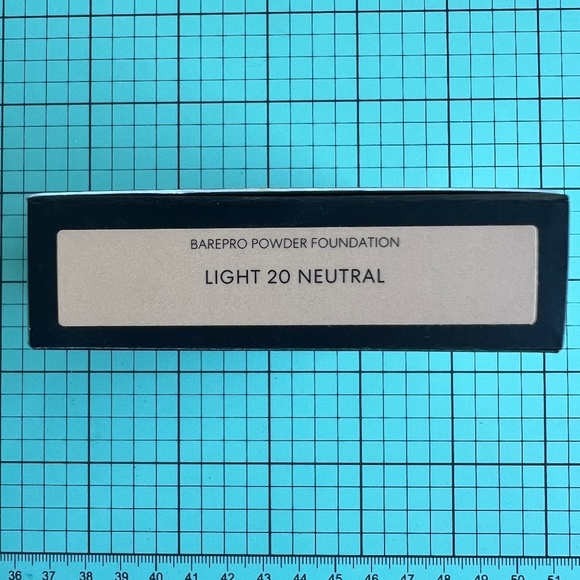 BAREPRO POWDER FOUNDATION
LIGHT 20 NEUTRAL
36 37 38 39 40 41 42 43 44 45 46 47 48 49 50 51